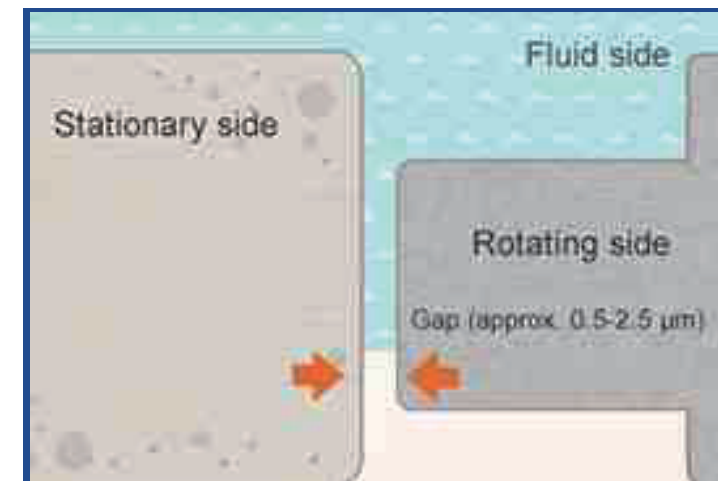 Fluid side
Stationary side
Rotating side
Gap (approx. 0.5-2.5 μm)